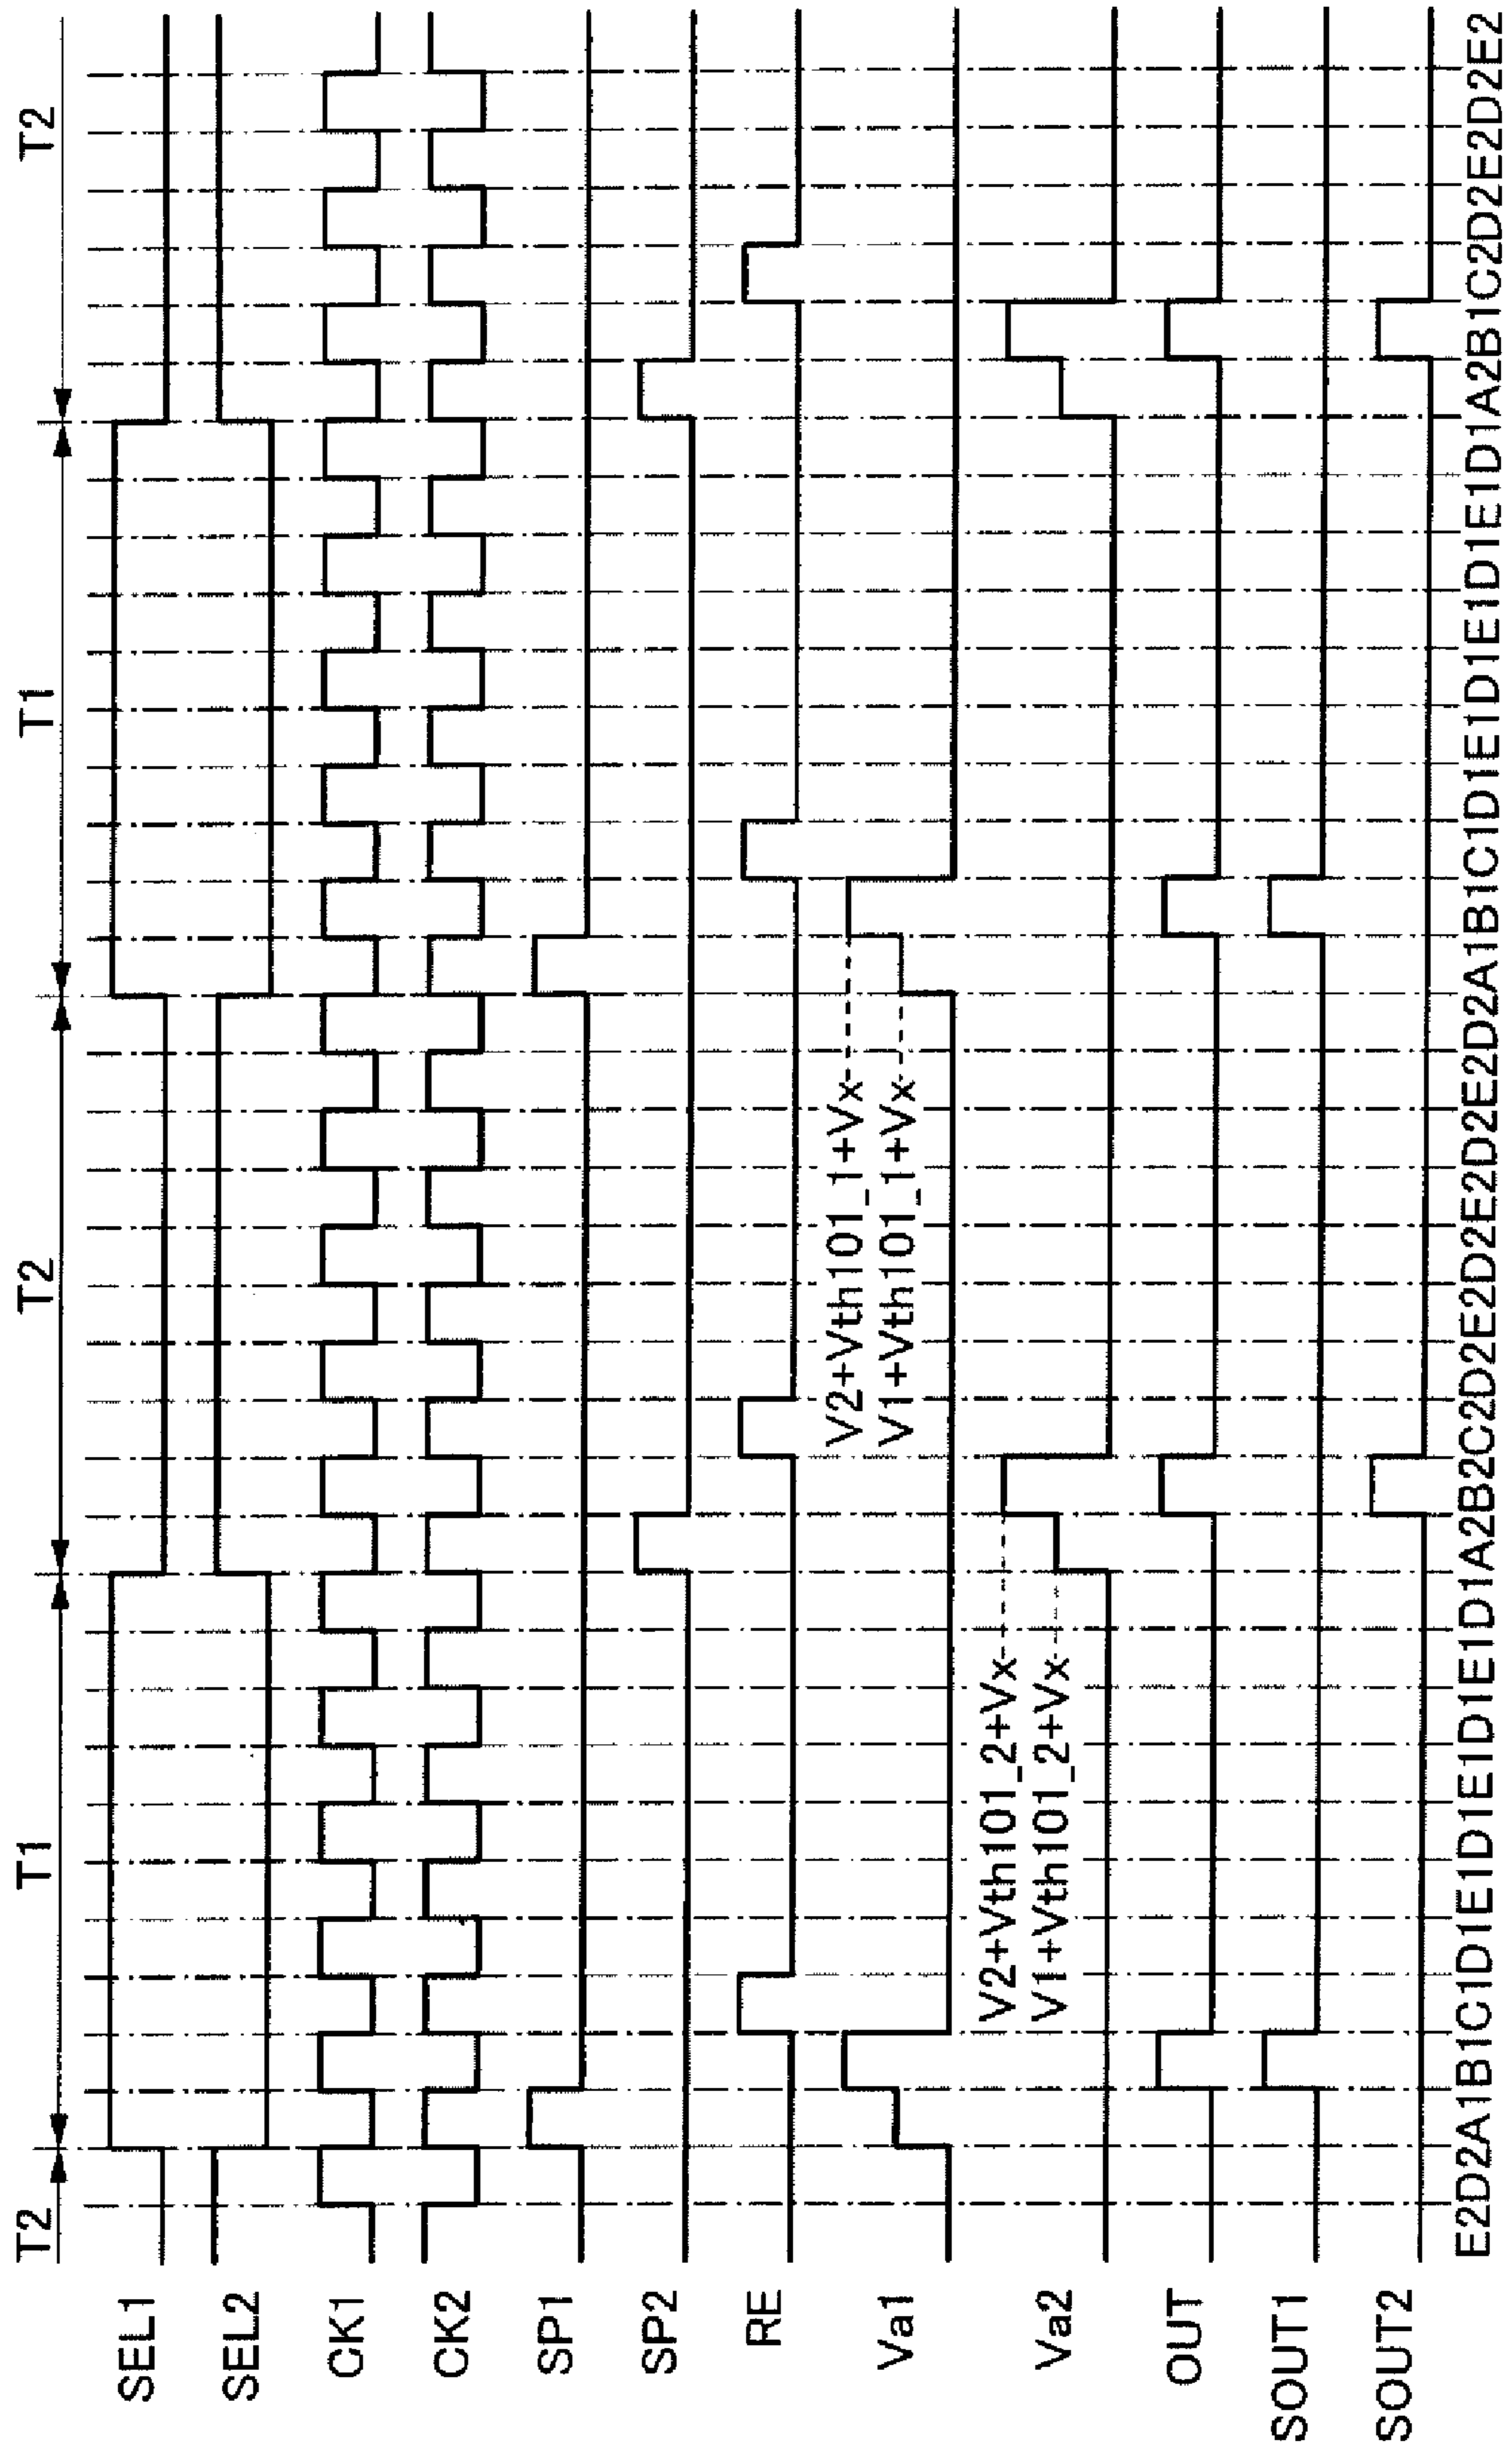 T2 T1 T2 T1 T2
SEL1
SEL2
CK1
CK2
SP1
SP2
RE
V2+Vth101_1+Vx
Va1
V1+Vth101_1+Vx
V2+Vth101_2+Vx
Va2
V1+Vth101_2+Vx
OUT
SOUT1
SOUT2
E2D2A1B1C1D1E1D1E1D1E1D1A2B2C2D2E2D2E2D2E2D2A1B1C1D1E1D1E1D1E1D1A2B1C2D2E2D2E2